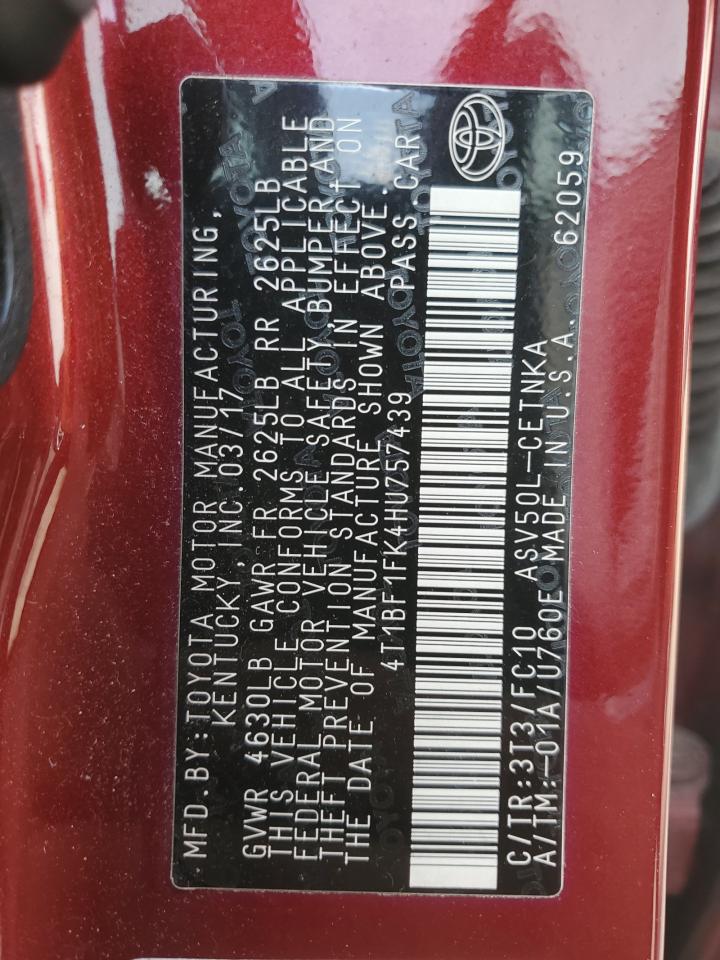 MFD.BY:TOYOTA MOTOR MANUFACTURING,
KENTUCKY, INC.03/17
GVWR 4630LB GAWR FR 2625LB RR 2625LB
THIS VEHICLE CONFORMS TO ALL APPLICABLE
FEDERAL MOTOR VEHICLE SAFETY, BUMPER, AND
THEFT PREVENTION STANDARDS IN EFFECT ON
THE DATE OF MANUFACTURE SHOWN ABOVE.
4T1BF1FK4HU757439 PASS.CAR
C/TR:3T3/FC10 ASV50L-CETNKA
A/TM:-01A/U760E MADE IN U.S.A. 62059